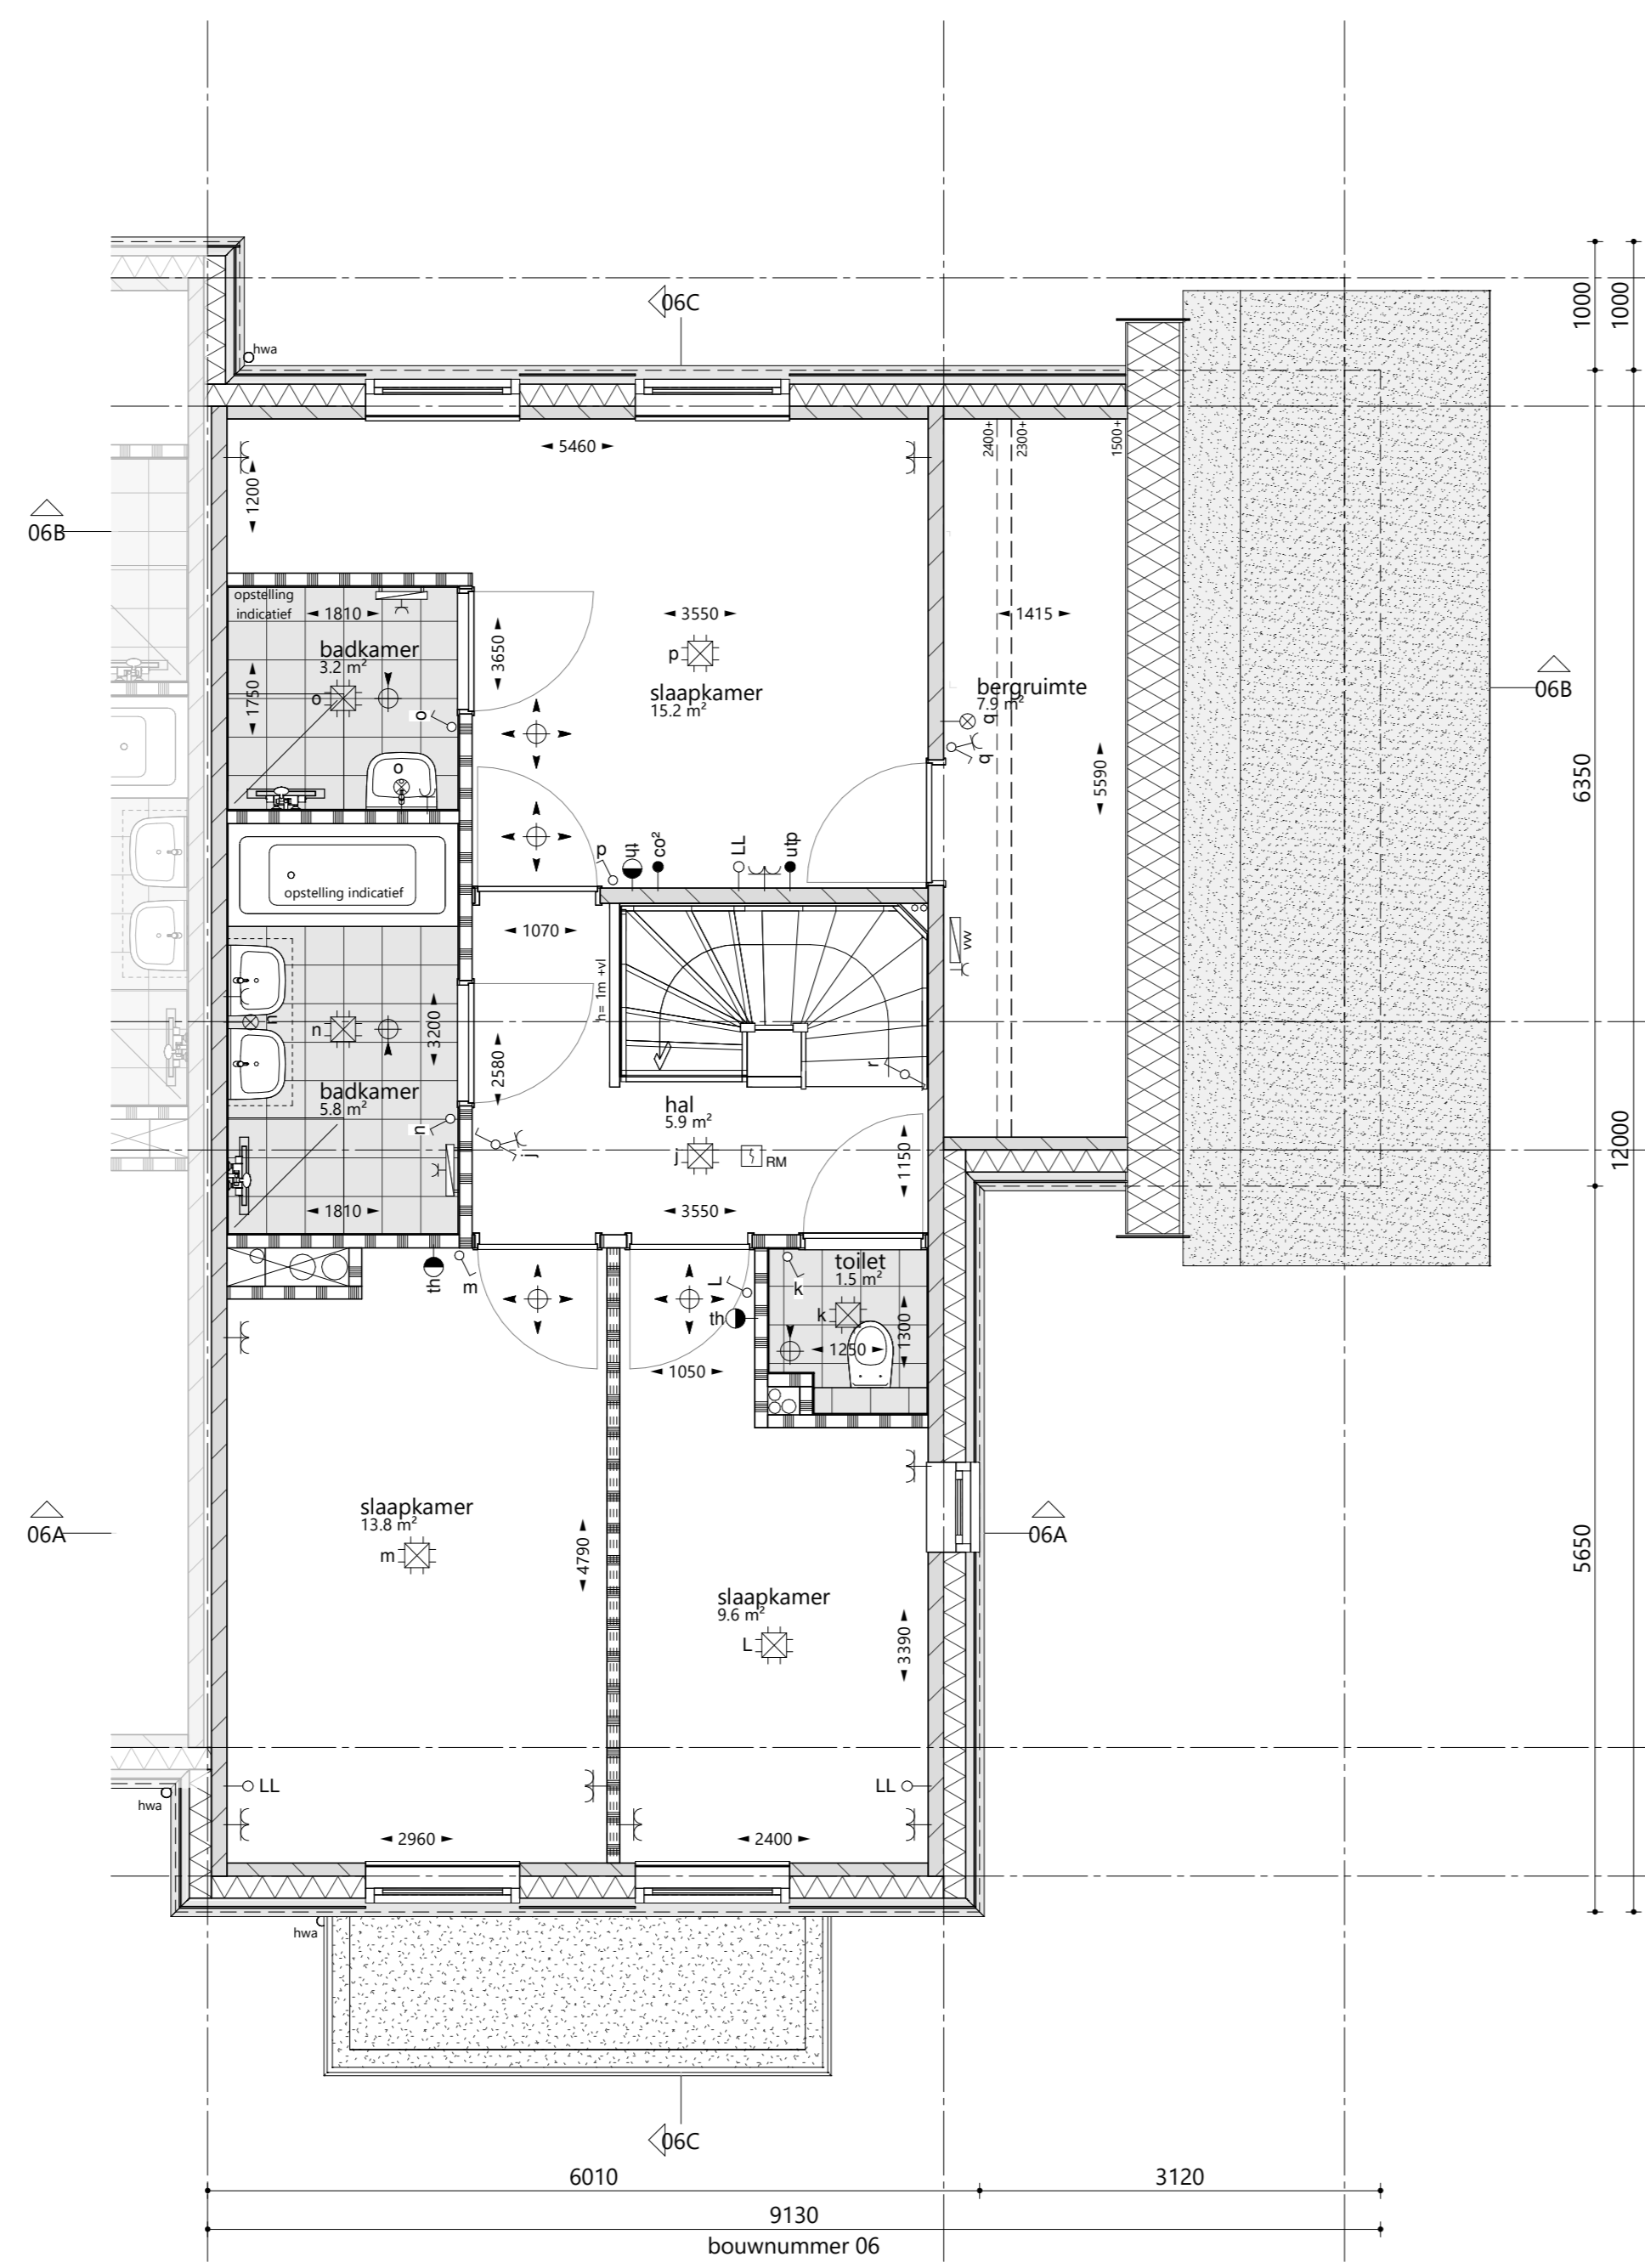 06C
1000
1000
hwa
5460
2400+
2300+
1500+
1200
06B
opstelling
indicatief
1810
3650
3550
1415
badkamer
3.2 m²
p
slaapkamer
15.2 m²
bergruimte
7.9 m²
06B
1750
o
o
q
q
o
5590
6350
p
th
co²
LL
utp
opstelling indicatief
1070
h= 1m +vl
vw
n
n
3200
2580
r
badkamer
5.8 m²
hal
5.9 m²
n
j
j
RM
1150
12000
1810
3550
toilet
1.5 m²
th
m
L
k
k
th
1250
1300
1050
slaapkamer
13.8 m²
06A
06A
m
4790
5650
slaapkamer
9.6 m²
L
3390
LL
LL
hwa
2960
2400
hwa
06C
6010
3120
9130
bouwnummer 06